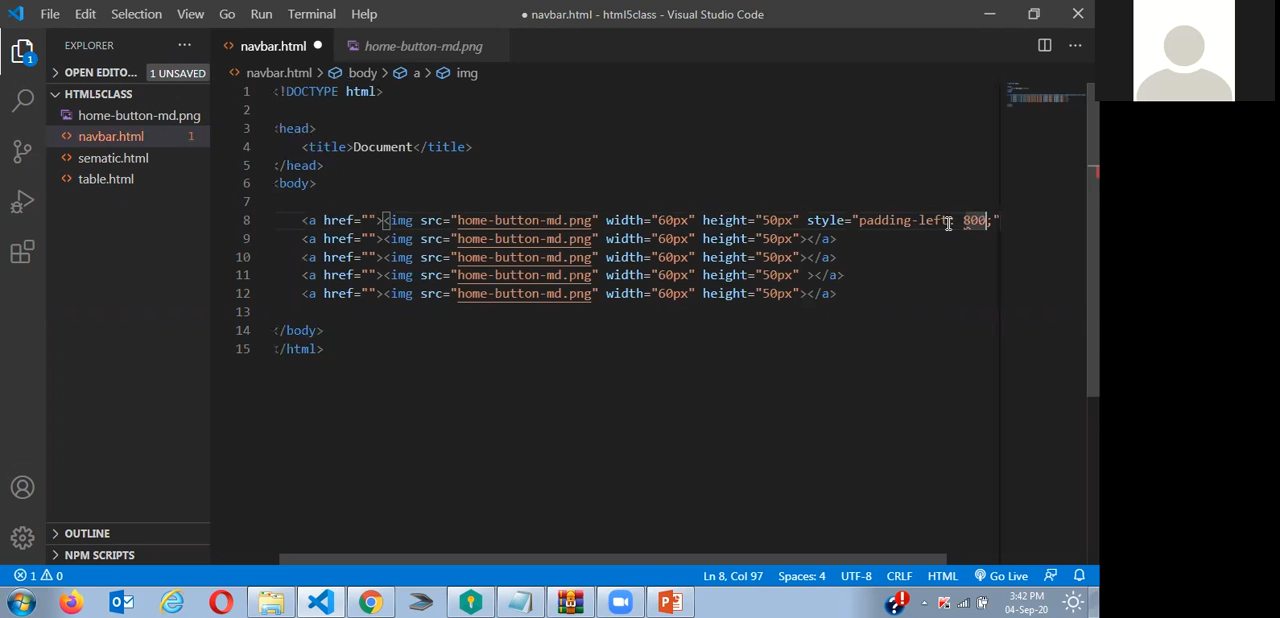 File Edit Selection View Go Run Terminal Help
● navbar.html - html5class - Visual Studio Code
EXPLORER ···
OPEN EDITO... 1 UNSAVED
HTML5CLASS
home-button-md.png
navbar.html 1
sematic.html
table.html
OUTLINE
NPM SCRIPTS
1
<> navbar.html ●
home-button-md.png
<> navbar.html > body > a > img
1 <!DOCTYPE html>
2
3 <head>
4 <title>Document</title>
5 </head>
6 <body>
7
8 <a href=""><img src="home-button-md.png" width="60px" height="50px" style="padding-left: 800;"
9 <a href=""><img src="home-button-md.png" width="60px" height="50px"></a>
10 <a href=""><img src="home-button-md.png" width="60px" height="50px"></a>
11 <a href=""><img src="home-button-md.png" width="60px" height="50px" ></a>
12 <a href=""><img src="home-button-md.png" width="60px" height="50px"></a>
13
14 </body>
15 </html>
1 0
Ln 8, Col 97 Spaces: 4 UTF-8 CRLF HTML Go Live
3:42 PM
04-Sep-20